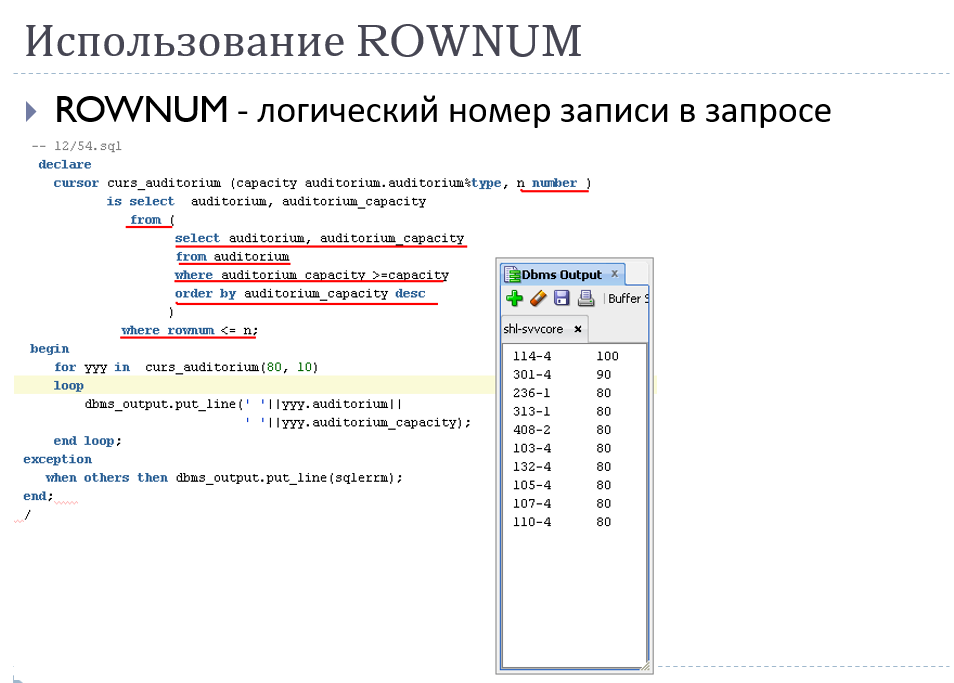 Использование ROWNUM
ROWNUM - логический номер записи в запросе
-- 12/54.sql
declare
cursor curs_auditorium (capacity auditorium.auditorium%type, n number )
is select auditorium, auditorium_capacity
from (
select auditorium, auditorium_capacity
from auditorium
where auditorium_capacity >=capacity
order by auditorium_capacity desc
)
where rownum <= n;
begin
for yyy in curs_auditorium(80, 10)
loop
dbms_output.put_line(' '||yyy.auditorium||
' '||yyy.auditorium_capacity);
end loop;
exception
when others then dbms_output.put_line(sqlerrm);
end;
/
Dbms Output x
Buffer S
shl-svvcore ×
114-4 100
301-4 90
236-1 80
313-1 80
408-2 80
103-4 80
132-4 80
105-4 80
107-4 80
110-4 80